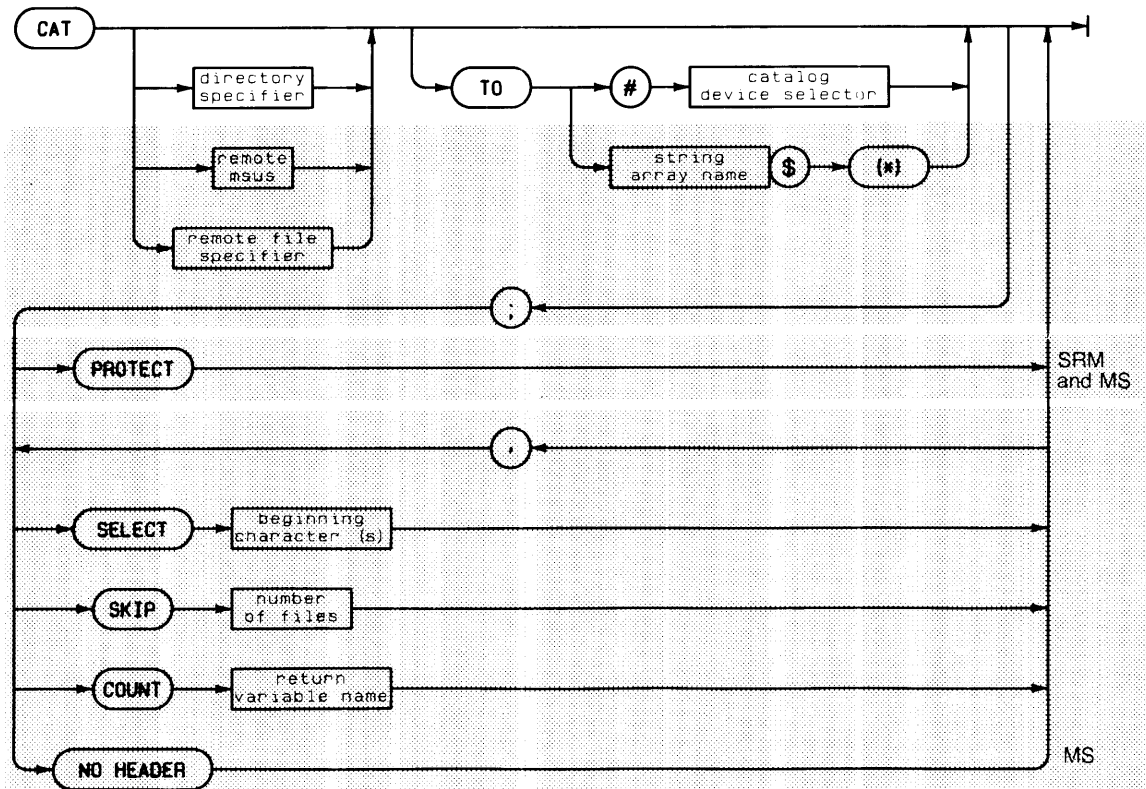 CAT
directory
specifier
TO
#
catalog
device selector
remote
msus
string
array name
$
(*)
remote file
specifier
;
PROTECT
SRM
and MS
,
SELECT
beginning
character (s)
SKIP
number
of files
COUNT
return
variable name
NO HEADER
MS